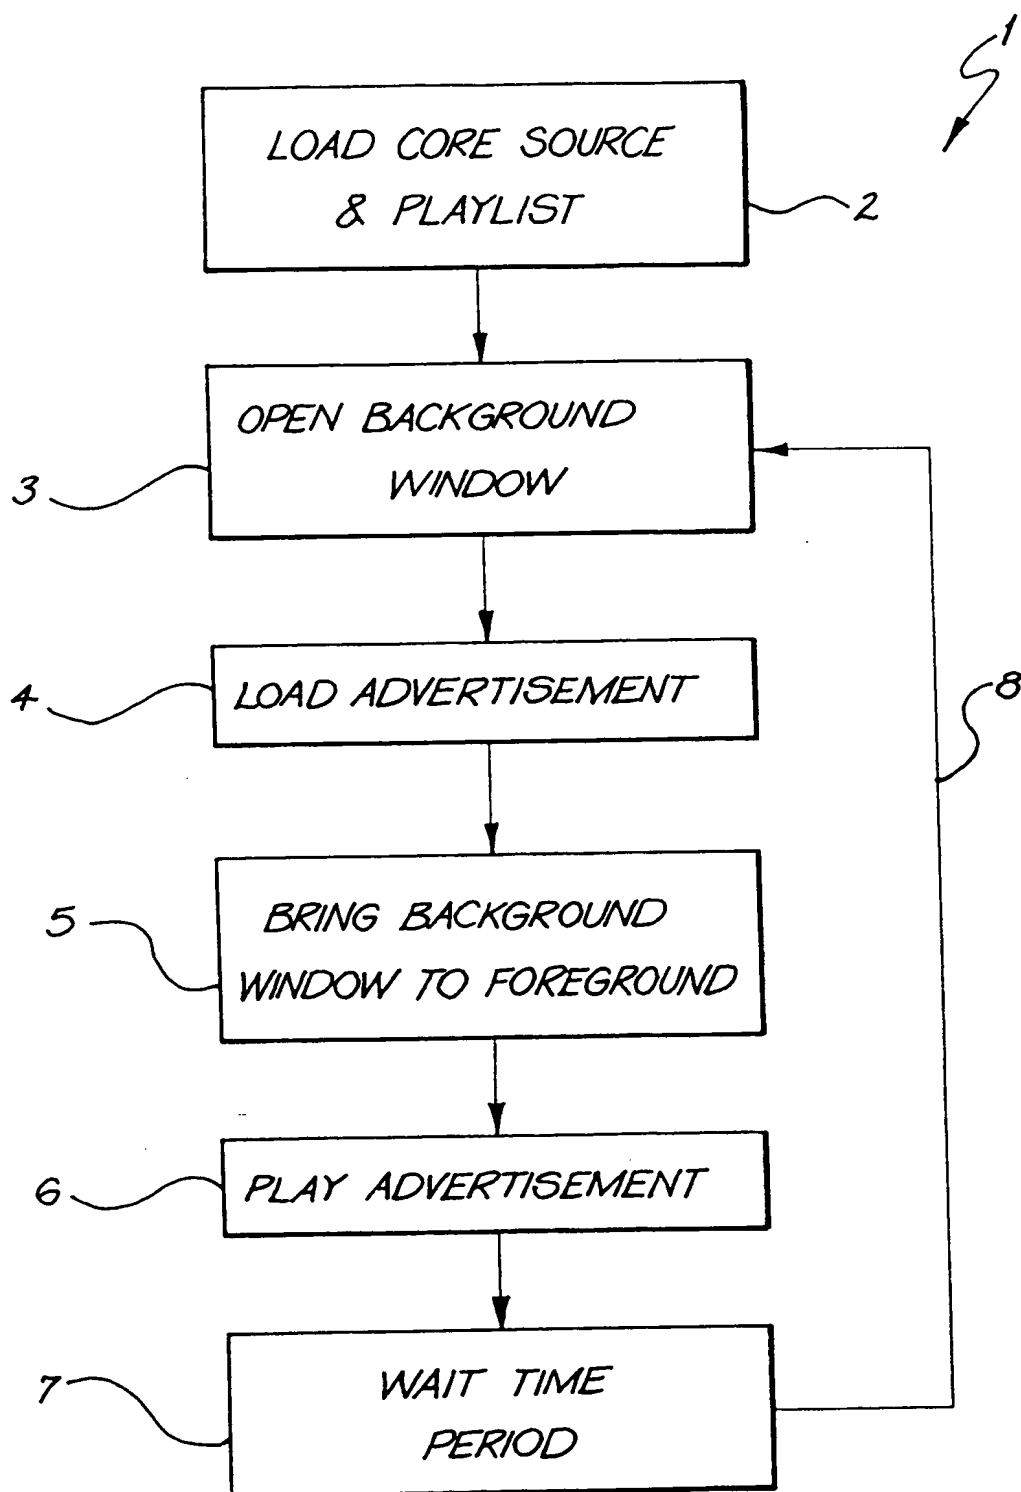 1
LOAD CORE SOURCE
& PLAYLIST
2
OPEN BACKGROUND
WINDOW
3
4
LOAD ADVERTISEMENT
8
5
BRING BACKGROUND
WINDOW TO FOREGROUND
6
PLAY ADVERTISEMENT
7
WAIT TIME
PERIOD